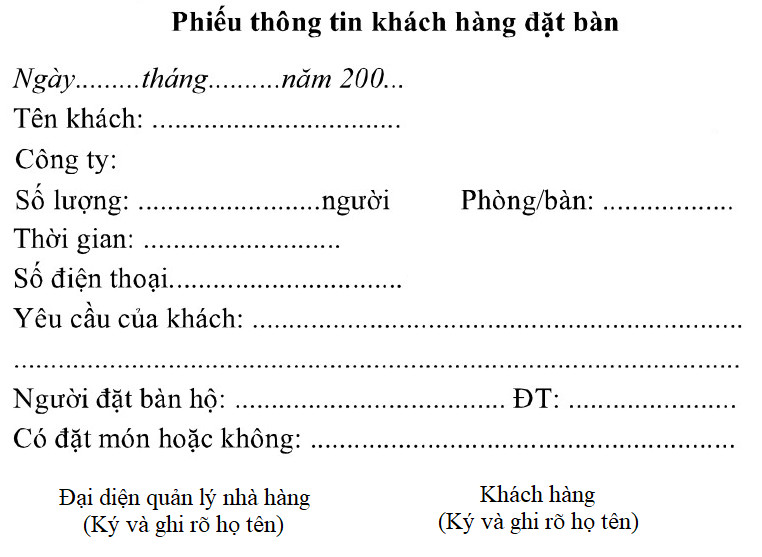 Phiếu thông tin khách hàng đặt bàn
Ngày.........tháng..........năm 200...
Tên khách: ..................................
Công ty:
Số lượng: .........................người Phòng/bàn: ..................
Thời gian: ...........................
Số điện thoại................................
Yêu cầu của khách: ...................................................................
....................................................................................................
Người đặt bàn hộ: ..................................... ĐT: .......................
Có đặt món hoặc không: ..........................................................
Đại diện quản lý nhà hàng Khách hàng
(Ký và ghi rõ họ tên) (Ký và ghi rõ họ tên)